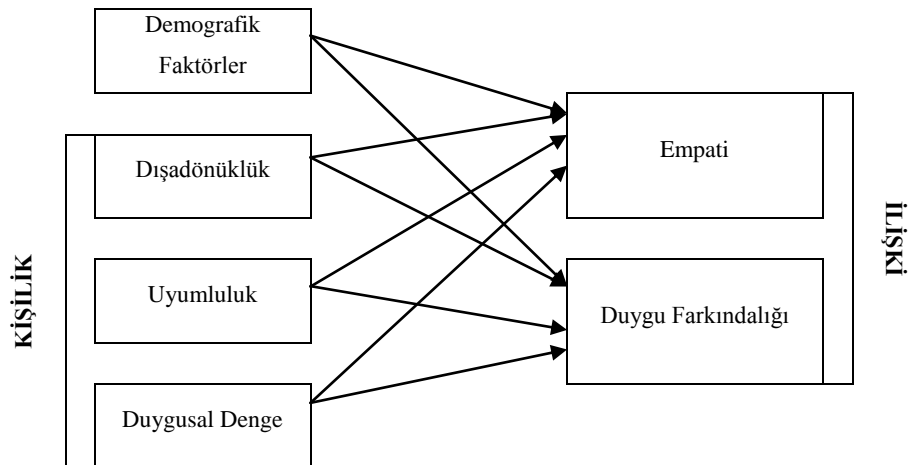 Demografik
Faktörler
Dışadönüklük
Uyumluluk
Duygusal Denge
KİŞİLİK
Empati
Duygu Farkındalığı
İLİŞKİ